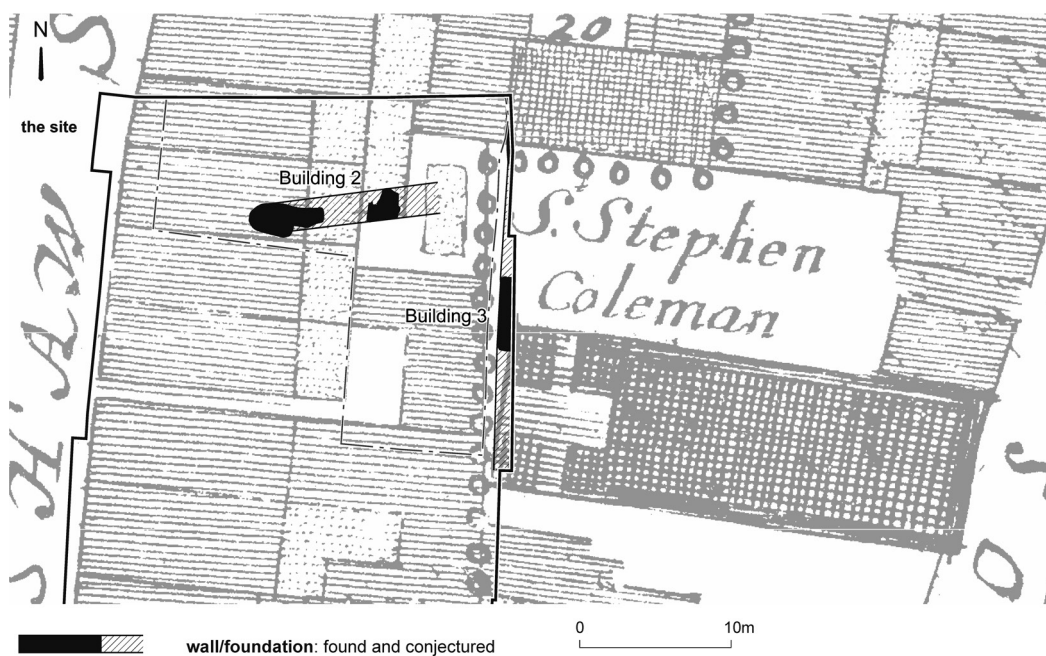 N
20
the site
Building 2
S. Stephen
Coleman
Building 3
S H' A W S
0 10m
wall/foundation: found and conjectured